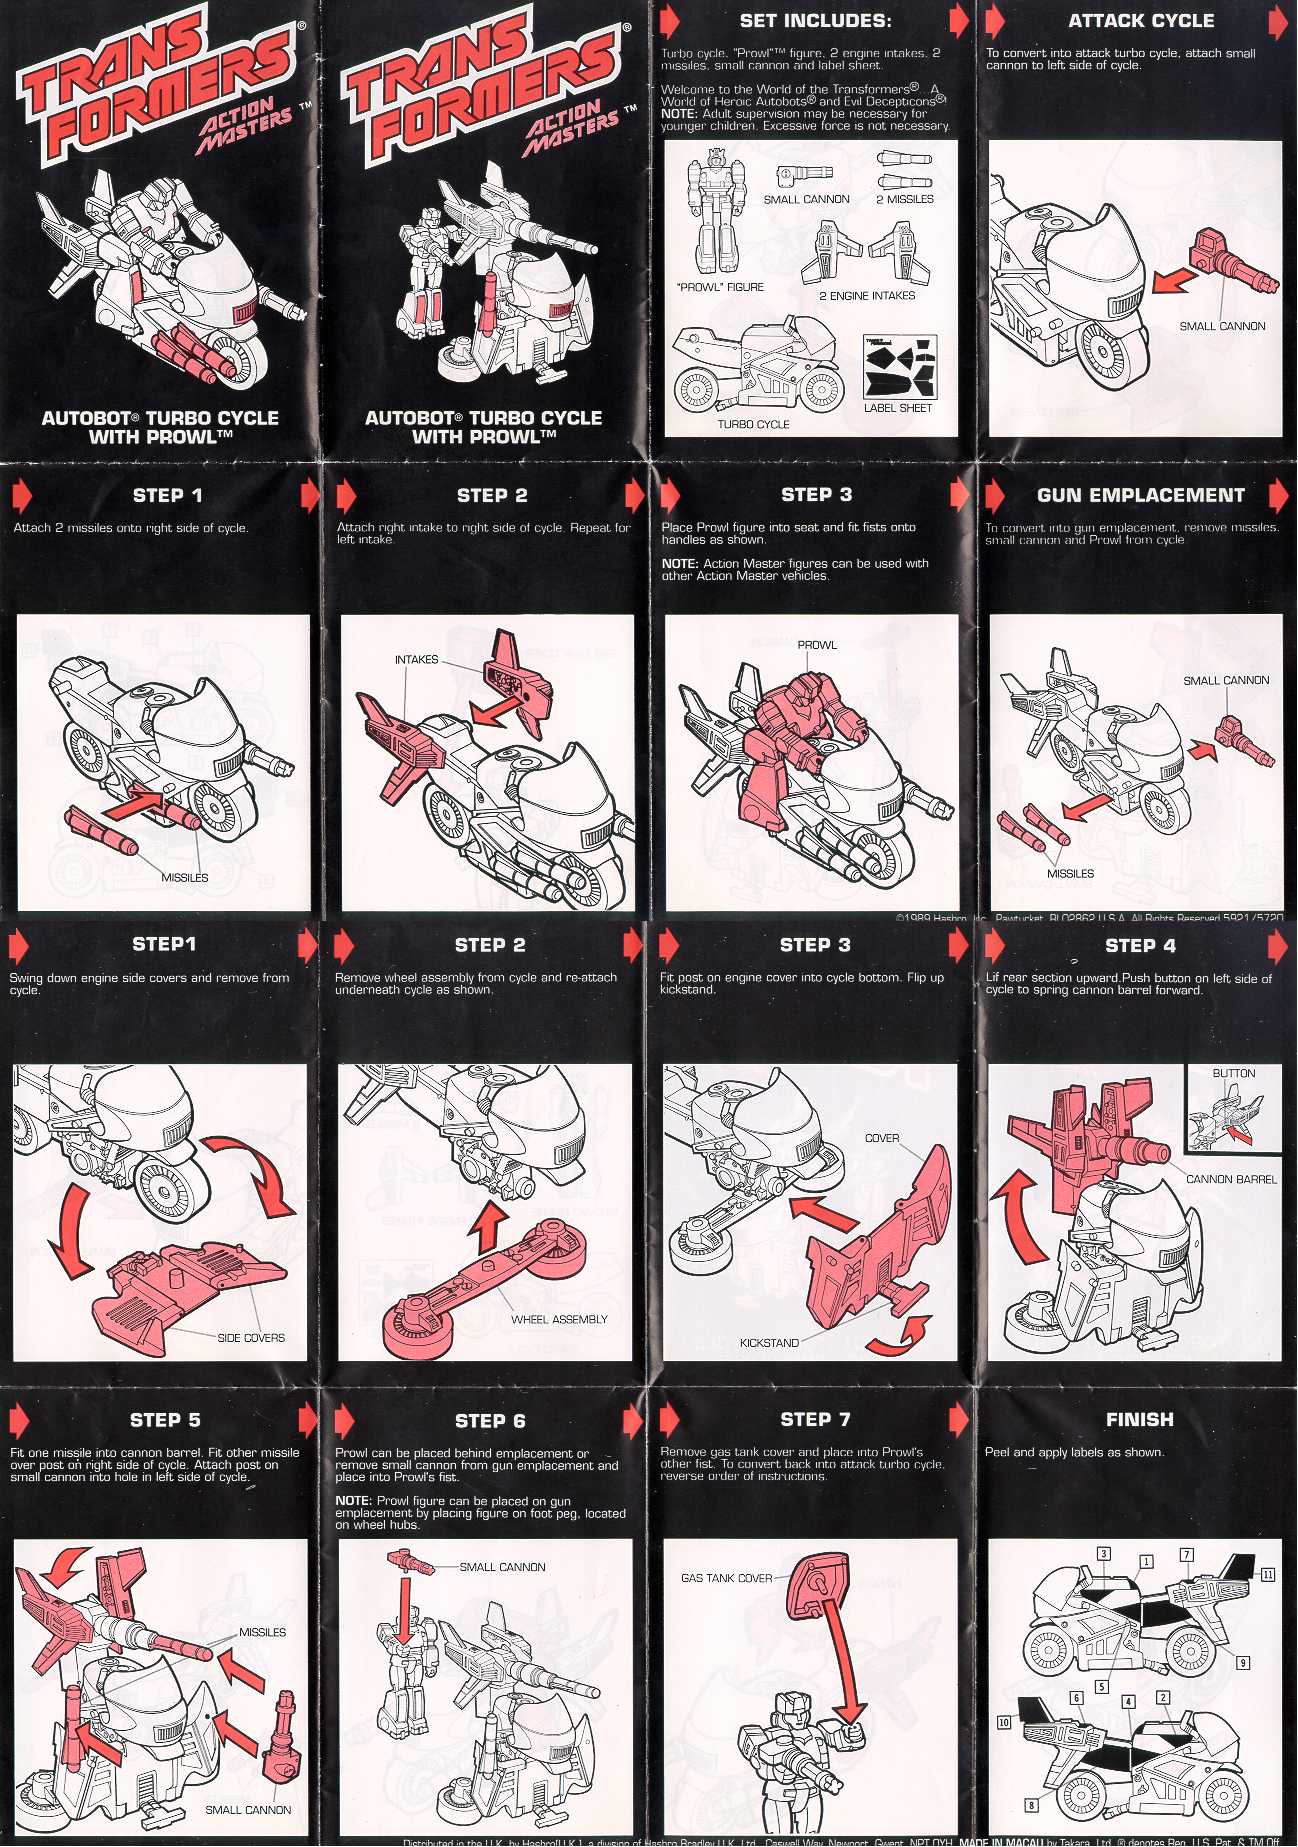 TRANS
FORMERS®
ACTION
MASTERS™
AUTOBOT® TURBO CYCLE
WITH PROWL™
TRANS
FORMERS®
ACTION
MASTERS™
AUTOBOT® TURBO CYCLE
WITH PROWL™
SET INCLUDES:
Turbo cycle, "Prowl"™ figure, 2 engine intakes, 2
missiles, small cannon and label sheet.
Welcome to the World of the Transformers®...A
World of Heroic Autobots® and Evil Decepticons®!
NOTE: Adult supervision may be necessary for
younger children. Excessive force is not necessary.
SMALL CANNON
2 MISSILES
"PROWL" FIGURE
2 ENGINE INTAKES
TURBO CYCLE
LABEL SHEET
ATTACK CYCLE
To convert into attack turbo cycle, attach small
cannon to left side of cycle.
SMALL CANNON
STEP 1
Attach 2 missiles onto right side of cycle.
MISSILES
STEP 2
Attach right intake to right side of cycle. Repeat for
left intake.
INTAKES
STEP 3
Place Prowl figure into seat and fit fists onto
handles as shown.
NOTE: Action Master figures can be used with
other Action Master vehicles.
PROWL
GUN EMPLACEMENT
To convert into gun emplacement, remove missiles,
small cannon and Prowl from cycle.
SMALL CANNON
MISSILES
©1989 Hasbro, Inc., Pawtucket, RI 02862 U.S.A. All Rights Reserved 5921/5720
STEP1
Swing down engine side covers and remove from
cycle.
SIDE COVERS
STEP 2
Remove wheel assembly from cycle and re-attach
underneath cycle as shown.
WHEEL ASSEMBLY
STEP 3
Fit post on engine cover into cycle bottom. Flip up
kickstand.
COVER
KICKSTAND
STEP 4
Lif rear section upward.Push button on left side of
cycle to spring cannon barrel forward.
BUTTON
CANNON BARREL
STEP 5
Fit one missile into cannon barrel. Fit other missile
over post on right side of cycle. Attach post on
small cannon into hole in left side of cycle.
MISSILES
SMALL CANNON
STEP 6
Prowl can be placed behind emplacement or
remove small cannon from gun emplacement and
place into Prowl's fist.
NOTE: Prowl figure can be placed on gun
emplacement by placing figure on foot peg, located
on wheel hubs.
SMALL CANNON
STEP 7
Remove gas tank cover and place into Prowl's
other fist. To convert back into attack turbo cycle,
reverse order of instructions.
GAS TANK COVER
FINISH
Peel and apply labels as shown.
3
1
7
11
9
5
6
4
2
10
8
Distributed in the U.K. by Hasbro(U.K.), a division of Hasbro Bradley U.K. Ltd., Caswell Way, Newport, Gwent, NPT OYH. MADE IN MACAU by Takara, Ltd. ® denotes Reg. U.S. Pat. & TM Off.